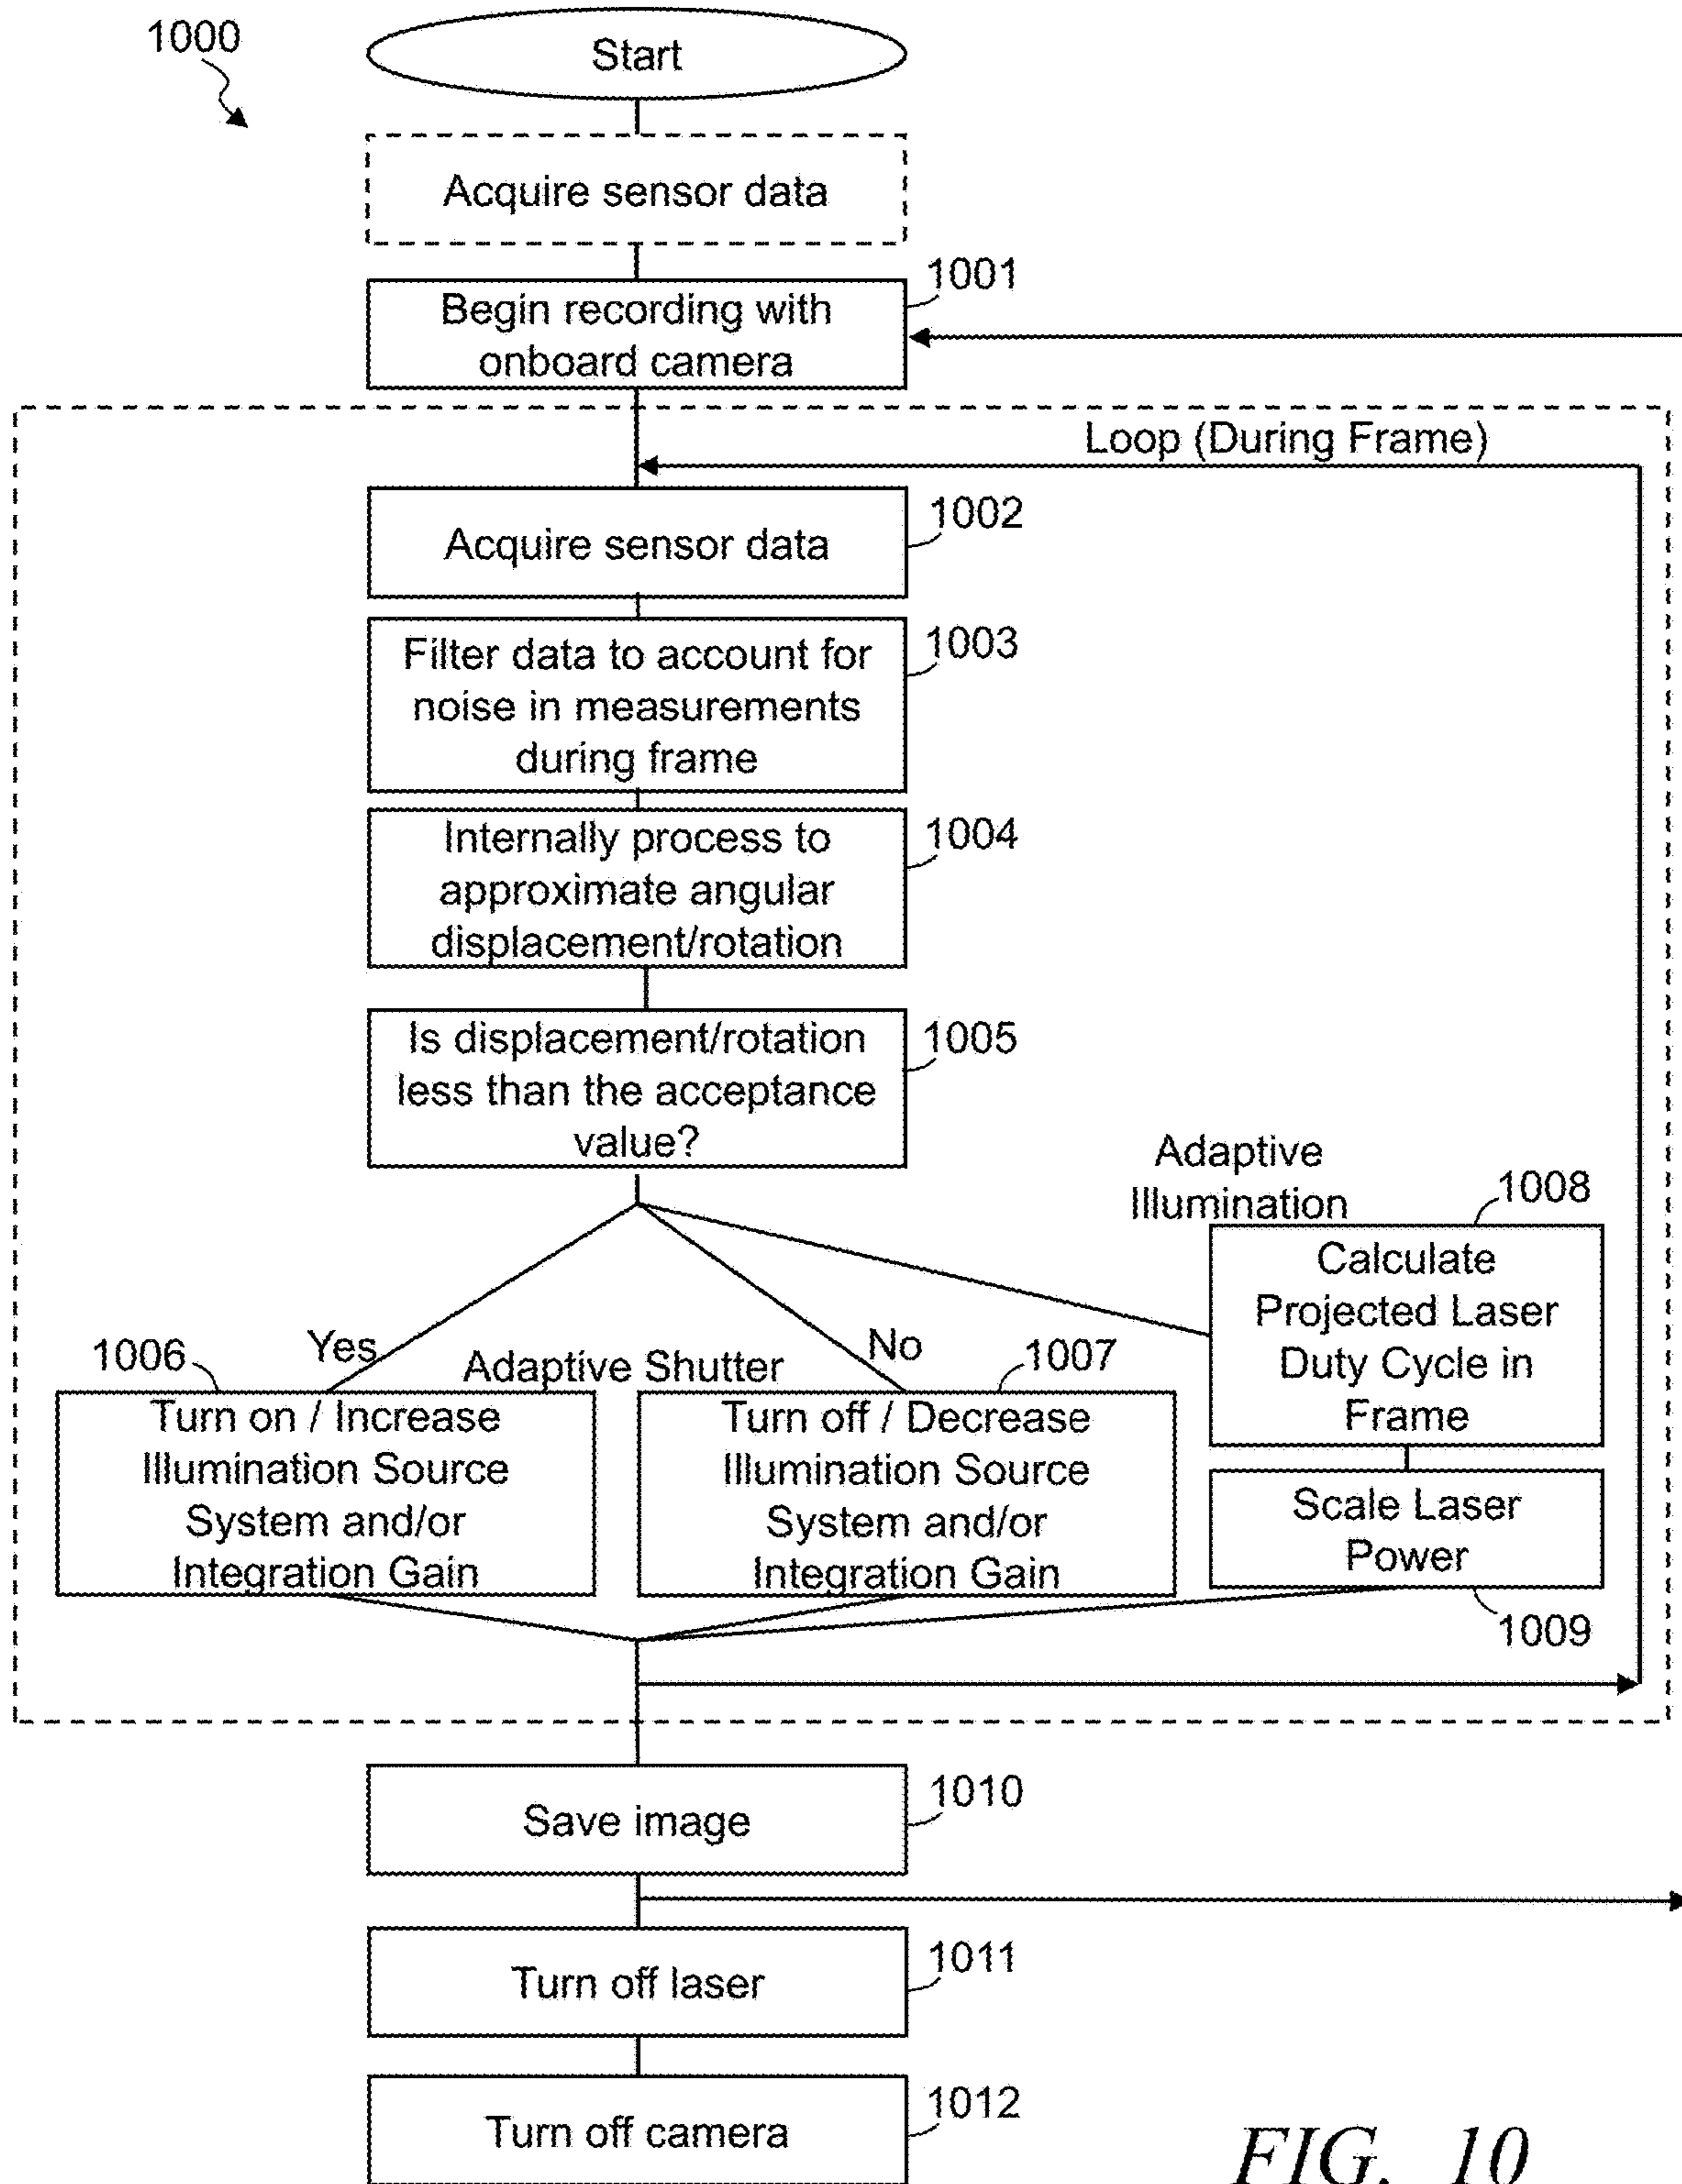 1000
Start
Acquire sensor data
1001
Begin recording with
onboard camera
Loop (During Frame)
1002
Acquire sensor data
1003
Filter data to account for
noise in measurements
during frame
1004
Internally process to
approximate angular
displacement/rotation
1005
Is displacement/rotation
less than the acceptance
value?
Adaptive
Illumination
1008
Calculate
Projected Laser
Duty Cycle in
Frame
1006
Yes
Adaptive Shutter
No
1007
Turn on / Increase
Illumination Source
System and/or
Integration Gain
Turn off / Decrease
Illumination Source
System and/or
Integration Gain
Scale Laser
Power
1009
1010
Save image
1011
Turn off laser
1012
Turn off camera
FIG. 10